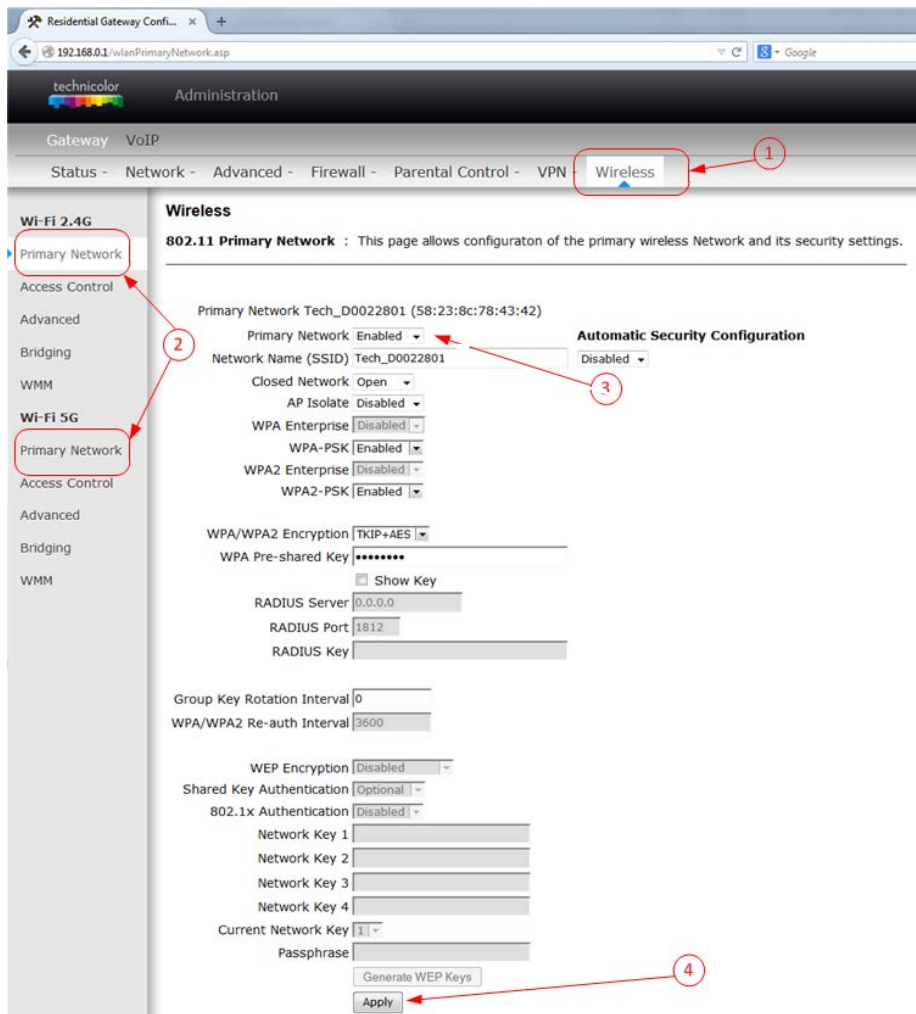 Residential Gateway Confi... × +
192.168.0.1/wlanPrimaryNetwork.asp Google
technicolor Administration
Gateway VoIP
Status - Network - Advanced - Firewall - Parental Control - VPN - Wireless
1
Wi-Fi 2.4G
Primary Network
Access Control
Advanced
Bridging
WMM
Wi-Fi 5G
Primary Network
Access Control
Advanced
Bridging
WMM
2
Wireless
802.11 Primary Network : This page allows configuraton of the primary wireless Network and its security settings.
Primary Network Tech_D0022801 (58:23:8c:78:43:42)
Primary Network Enabled
Automatic Security Configuration
Network Name (SSID) Tech_D0022801
Disabled
3
Closed Network Open
AP Isolate Disabled
WPA Enterprise Disabled
WPA-PSK Enabled
WPA2 Enterprise Disabled
WPA2-PSK Enabled
WPA/WPA2 Encryption TKIP+AES
WPA Pre-shared Key ••••••••
Show Key
RADIUS Server 0.0.0.0
RADIUS Port 1812
RADIUS Key
Group Key Rotation Interval 0
WPA/WPA2 Re-auth Interval 3600
WEP Encryption Disabled
Shared Key Authentication Optional
802.1x Authentication Disabled
Network Key 1
Network Key 2
Network Key 3
Network Key 4
Current Network Key 1
Passphrase
Generate WEP Keys
Apply
4